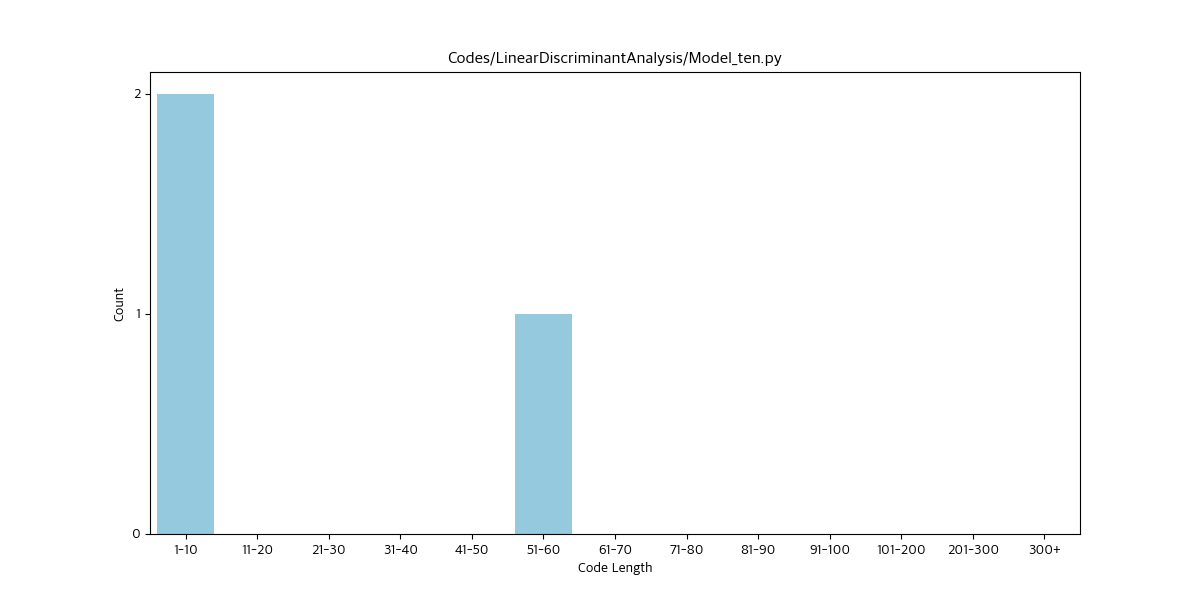 Codes/LinearDiscriminantAnalysis/Model_ten.py
2
1
0
Count
1-10 11-20 21-30 31-40 41-50 51-60 61-70 71-80 81-90 91-100 101-200 201-300 300+
Code Length